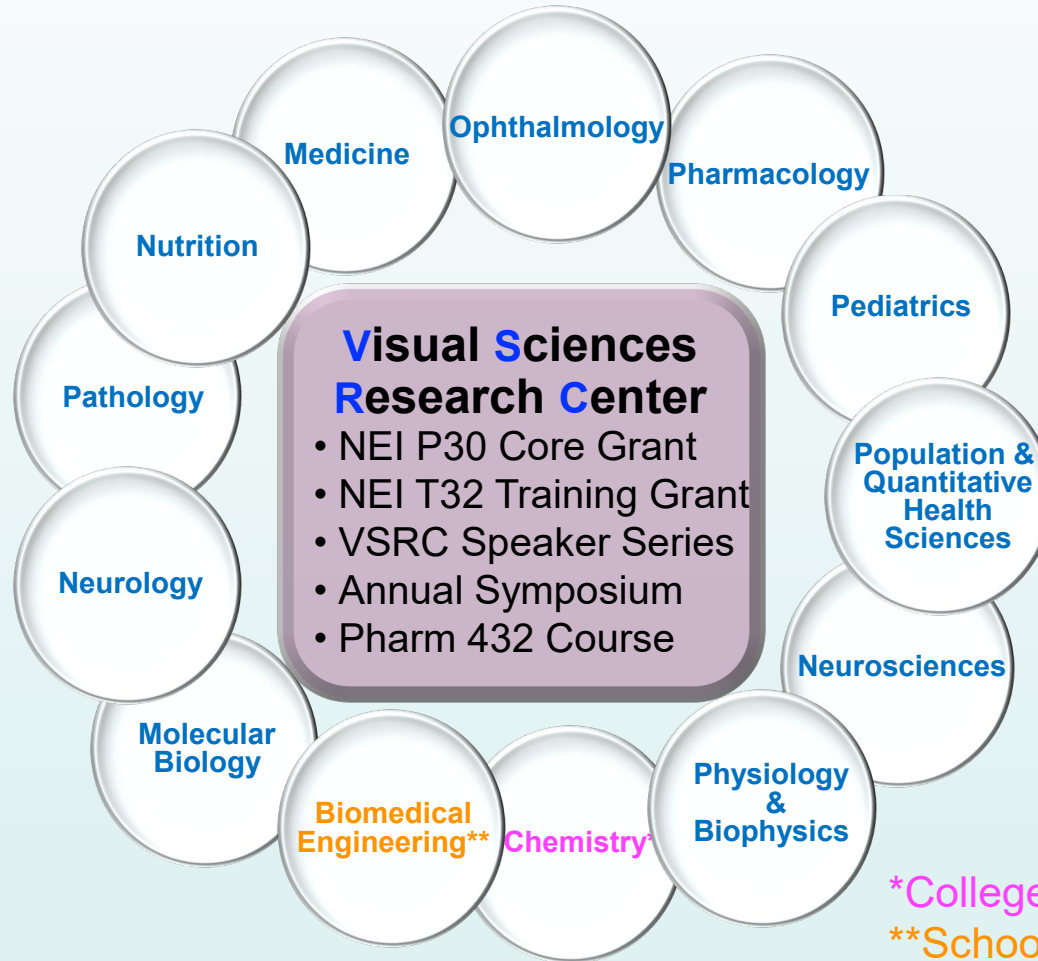 Ophthalmology
Medicine
Pharmacology
Nutrition
Pediatrics
Visual Sciences
Research Center
• NEI P30 Core Grant
• NEI T32 Training Grant
• VSRC Speaker Series
• Annual Symposium
• Pharm 432 Course
Pathology
Population &
Quantitative
Health
Sciences
Neurology
Neurosciences
Molecular
Biology
Physiology
&
Biophysics
Biomedical
Engineering**
Chemistry*
*College
**School